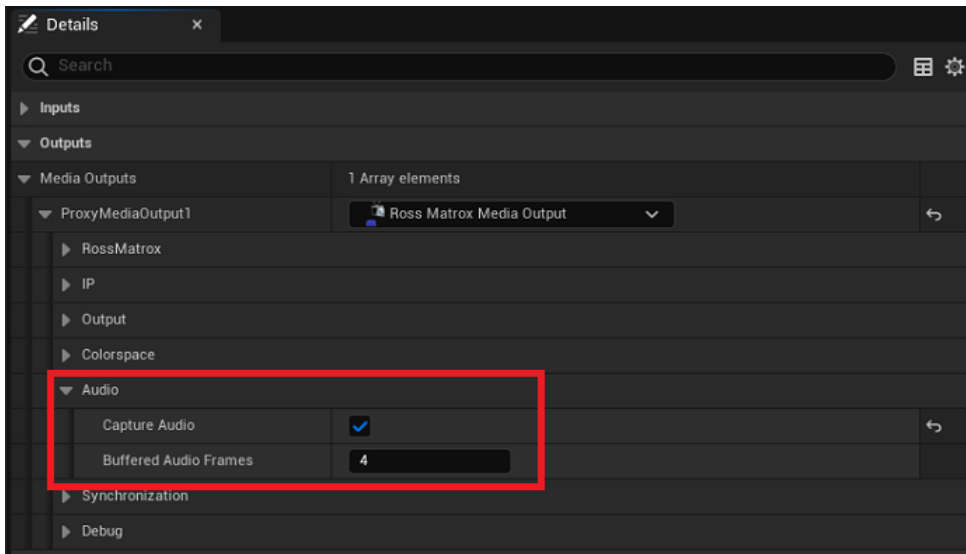 Details
Search
Inputs
Outputs
Media Outputs 1 Array elements
ProxyMediaOutput1 Ross Matrox Media Output
RossMatrox
IP
Output
Colorspace
Audio
Capture Audio
Buffered Audio Frames 4
Synchronization
Debug